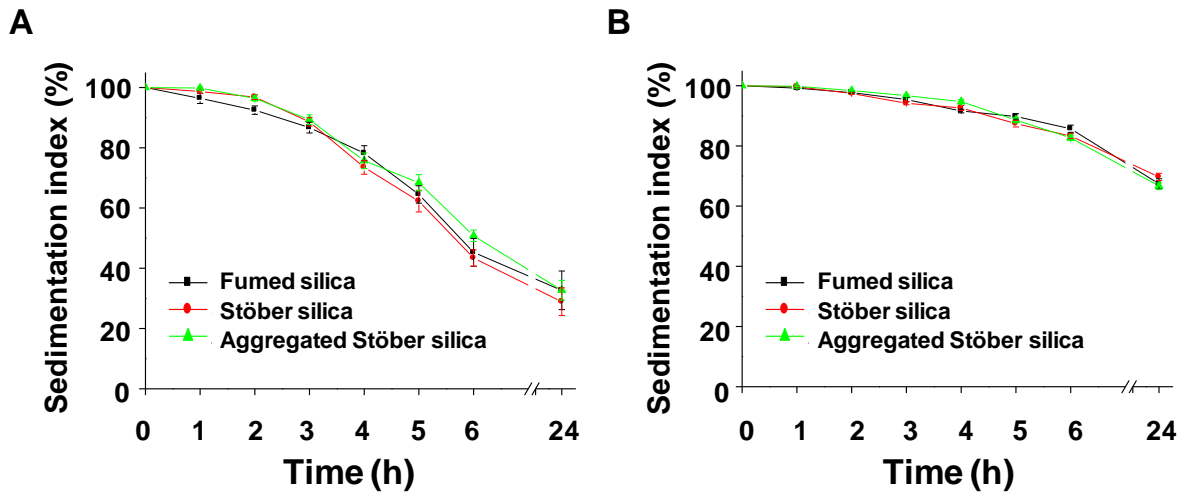 A
Sedimentation index (%)
100
80
60
40
20
0
Fumed silica
Stöber silica
Aggregated Stöber silica
0 1 2 3 4 5 6 24
Time (h)
B
Sedimentation index (%)
100
80
60
40
20
0
Fumed silica
Stöber silica
Aggregated Stöber silica
0 1 2 3 4 5 6 24
Time (h)